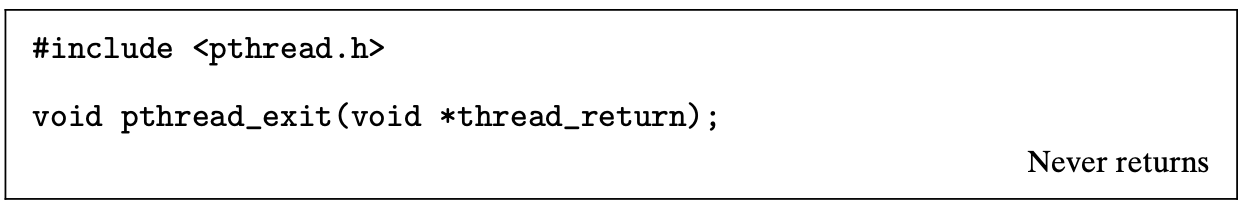 #include <pthread.h>
void pthread_exit(void *thread_return);
Never returns